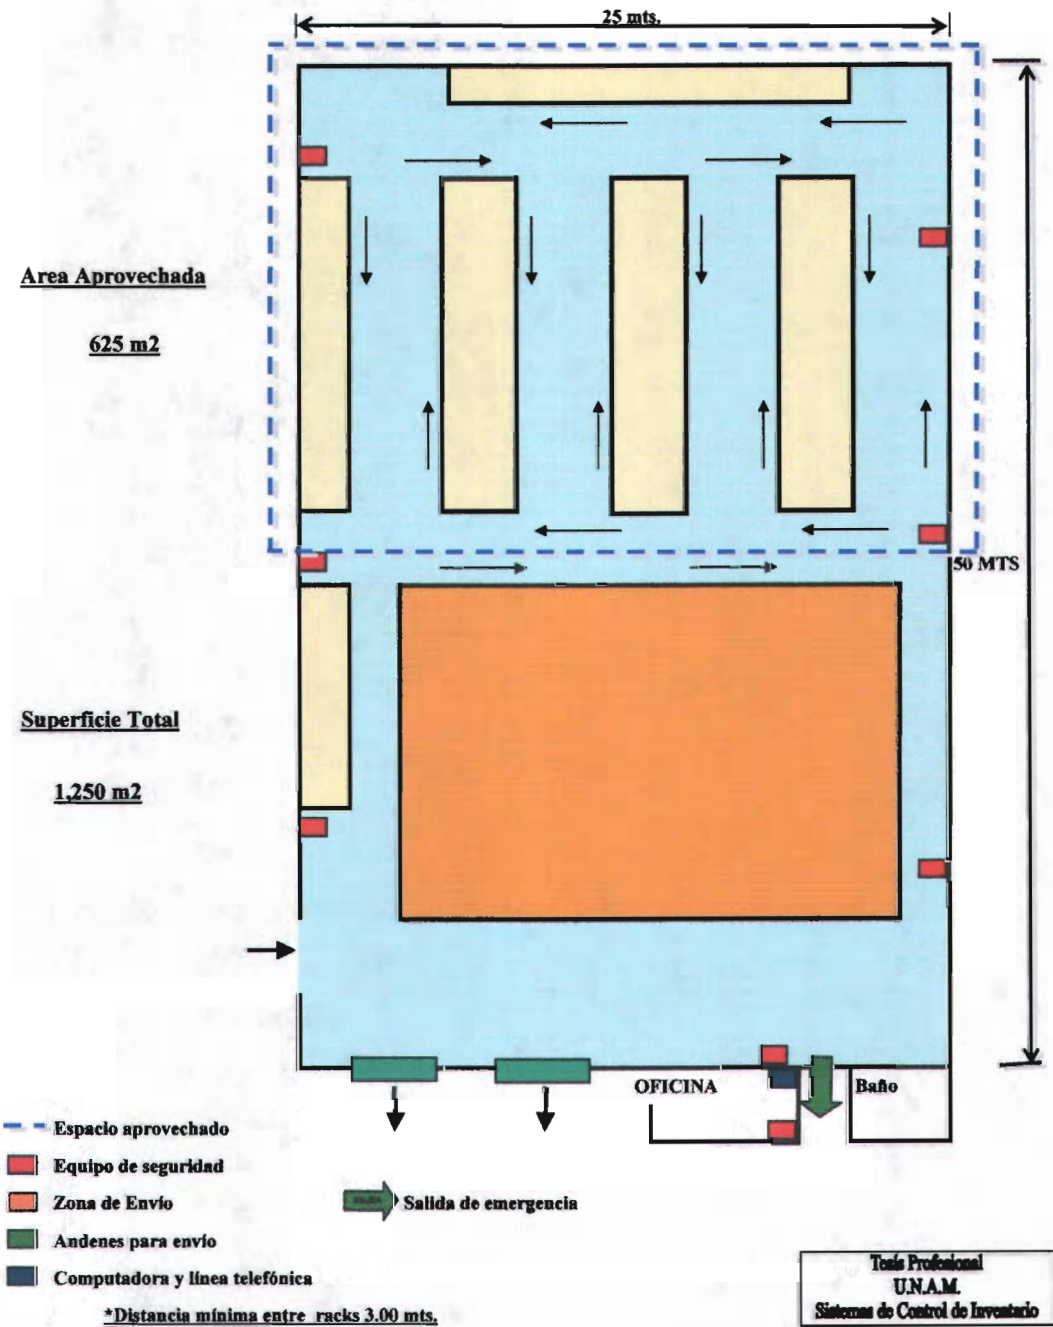 25 mts.
Area Aprovechada
625 m2
50 MTS
Superficie Total
1,250 m2
OFICINA
Baño
Espacio aprovechado
Equipo de seguridad
Zona de Envío
Salida de emergencia
Andenes para envío
Computadora y línea telefónica
*Distancia mínima entre racks 3.00 mts.
Tesis Profesional
U.N.A.M.
Sistemas de Control de Inventario